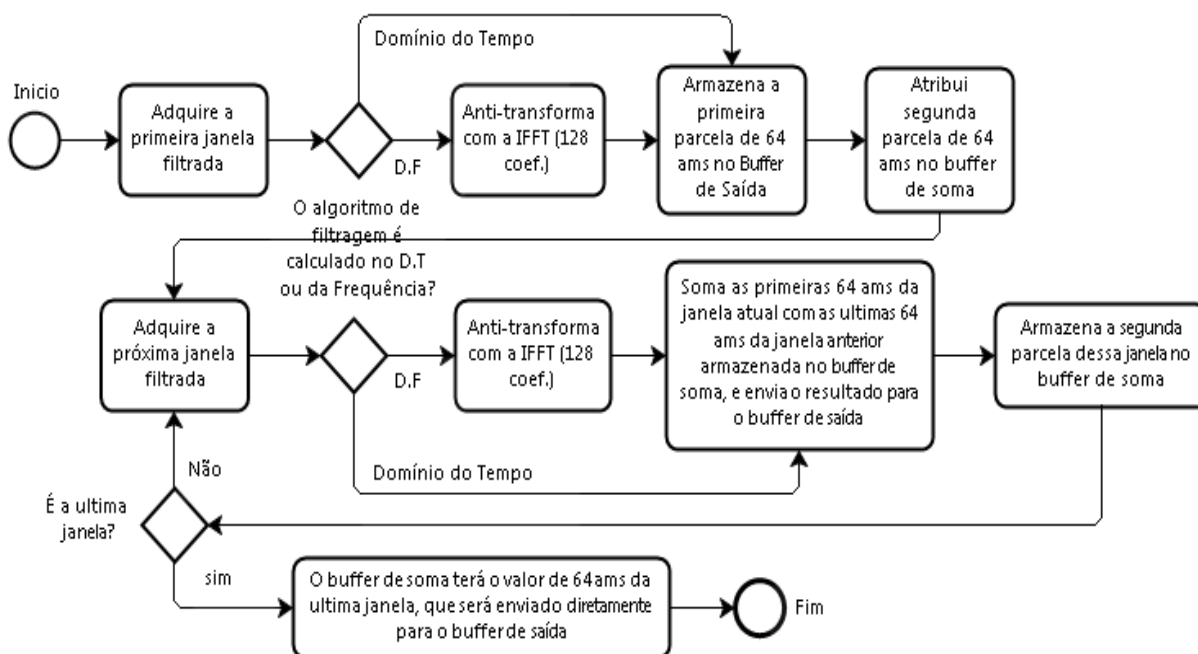 Domínio do Tempo
Inicio
Adquire a
primeira janela
filtrada
D.F
Anti-transforma
com a IFFT (128
coef.)
Armazena a
primeira
parcela de 64
ams no Buffer
de Saída
Atribui
segunda
parcela de 64
ams no buffer
de soma
O algoritmo de
filtragem é
calculado no D.T
ou da Frequência?
Adquire a
próxima janela
filtrada
D.F
Anti-transforma
com a IFFT (128
coef.)
Soma as primeiras 64 ams da
janela atual com as ultimas 64
ams da janela anterior
armazenada no buffer de
soma, e envia o resultado para
o buffer de saída
Armazena a segunda
parcela dessa janela no
buffer de soma
Não
Domínio do Tempo
É a ultima
janela?
sim
O buffer de soma terá o valor de 64 ams da
ultima janela, que será enviado diretamente
para o buffer de saída
Fim